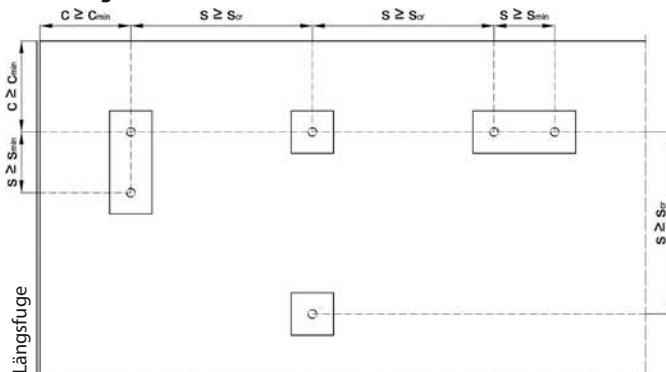 c ≥ cmin
s ≥ scr
s ≥ scr
s ≥ smin
c ≥ cmin
s ≥ smin
s ≥ scr
Längsfuge